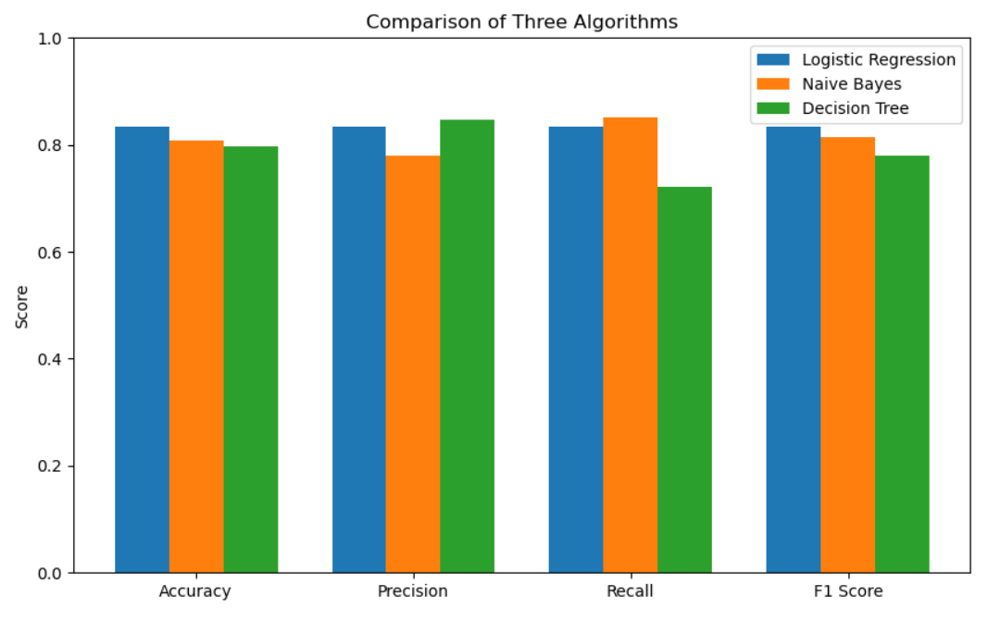 Comparison of Three Algorithms
1.0
0.8
0.6
0.4
0.2
0.0
Score
Logistic Regression
Naive Bayes
Decision Tree
Accuracy
Precision
Recall
F1 Score